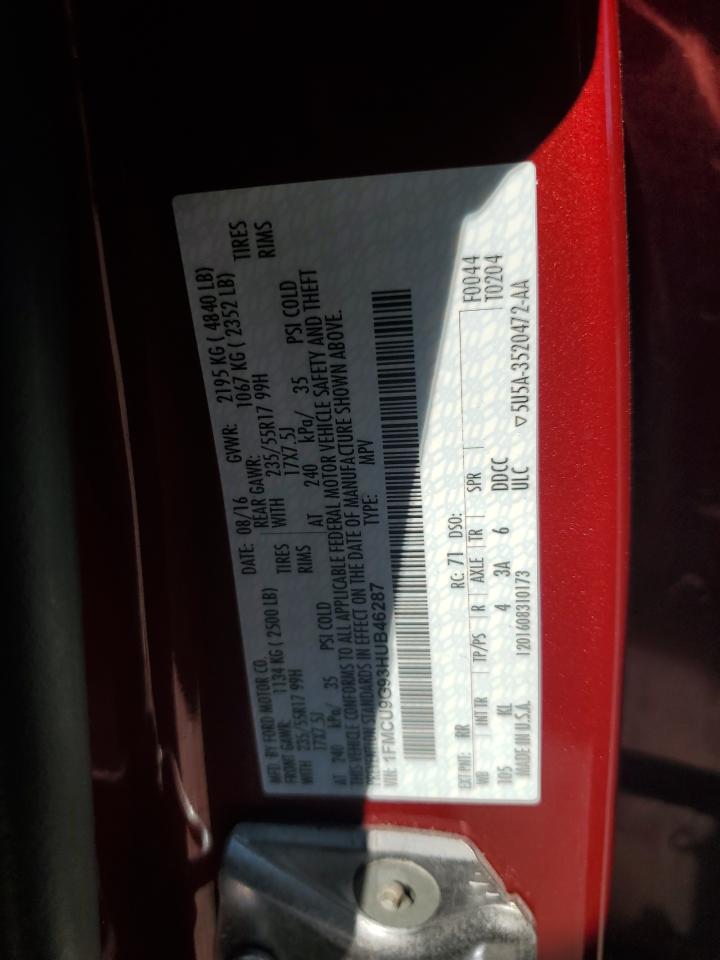 MFD. BY FORD MOTOR CO.
DATE: 08/16 GVWR: 2195 KG ( 4840 LB)
FRONT GAWR: 1134 KG ( 2500 LB) REAR GAWR: 1067 KG ( 2352 LB)
WITH 235/55R17 99H TIRES WITH 235/55R17 99H TIRES
17X7.5J RIMS 17X7.5J RIMS
AT 240 kPa/ 35 PSI COLD AT 240 kPa/ 35 PSI COLD
THIS VEHICLE CONFORMS TO ALL APPLICABLE FEDERAL MOTOR VEHICLE SAFETY AND THEFT
PREVENTION STANDARDS IN EFFECT ON THE DATE OF MANUFACTURE SHOWN ABOVE.
VIN: 1FMCU9G93HUB46287 TYPE: MPV
EXT PNT: RR RC: 71 DSO: F0044
WB INT TR TP/PS R AXLE TR SPR T0204
105 KL 4 3A 6 DDCC
MADE IN U.S.A. 1201608310173 ULC ▽5U5A-3520472-AA